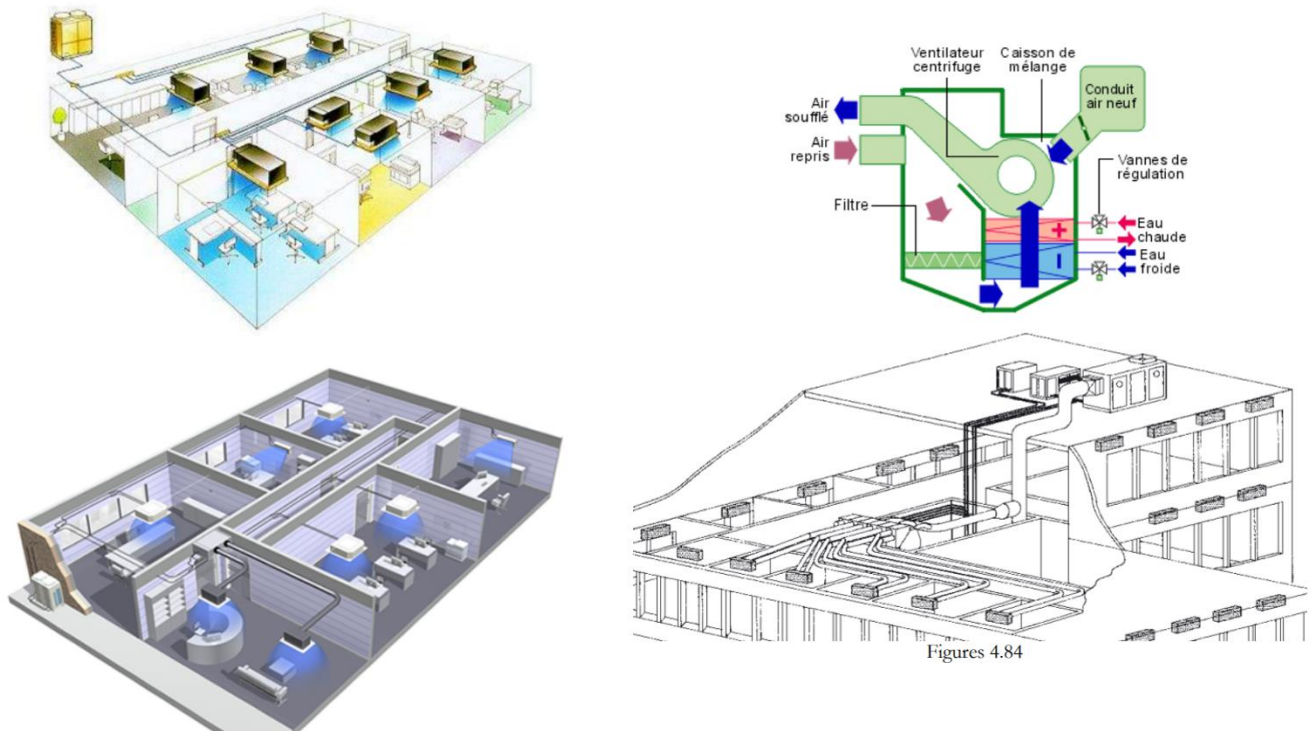 Ventilateur
centrifuge
Caisson de
mélange
Conduit
air neuf
Air
soufflé
Air
repris
Vannes de
régulation
Filtre
+
Eau
chaude
−
Eau
froide
Figures 4.84